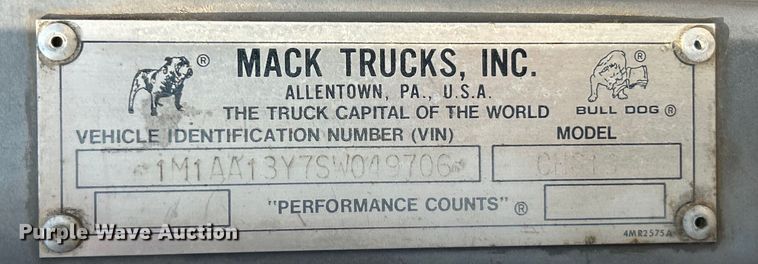 MACK TRUCKS, INC.
ALLENTOWN, PA., U.S.A.
THE TRUCK CAPITAL OF THE WORLD
BULL DOG ®
VEHICLE IDENTIFICATION NUMBER (VIN)
MODEL
1M1AA13Y7SW049706
"PERFORMANCE COUNTS" ®
4MR2575A
Purple Wave Auction